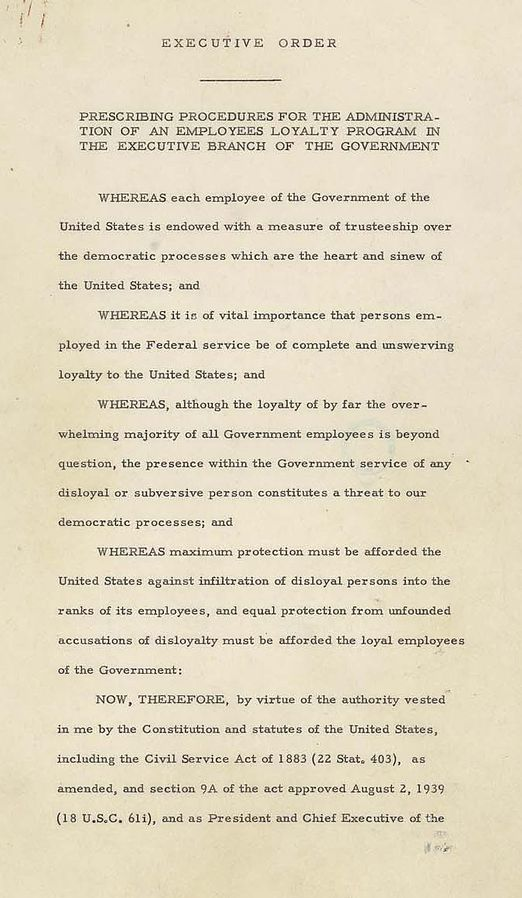 EXECUTIVE ORDER
PRESCRIBING PROCEDURES FOR THE ADMINISTRA-
TION OF AN EMPLOYEES LOYALTY PROGRAM IN
THE EXECUTIVE BRANCH OF THE GOVERNMENT
WHEREAS each employee of the Government of the
United States is endowed with a measure of trusteeship over
the democratic processes which are the heart and sinew of
the United States; and
WHEREAS it is of vital importance that persons em-
ployed in the Federal service be of complete and unswerving
loyalty to the United States; and
WHEREAS, although the loyalty of by far the over-
whelming majority of all Government employees is beyond
question, the presence within the Government service of any
disloyal or subversive person constitutes a threat to our
democratic processes; and
WHEREAS maximum protection must be afforded the
United States against infiltration of disloyal persons into the
ranks of its employees, and equal protection from unfounded
accusations of disloyalty must be afforded the loyal employees
of the Government:
NOW, THEREFORE, by virtue of the authority vested
in me by the Constitution and statutes of the United States,
including the Civil Service Act of 1883 (22 Stat. 403), as
amended, and section 9A of the act approved August 2, 1939
(18 U.S.C. 61i), and as President and Chief Executive of the